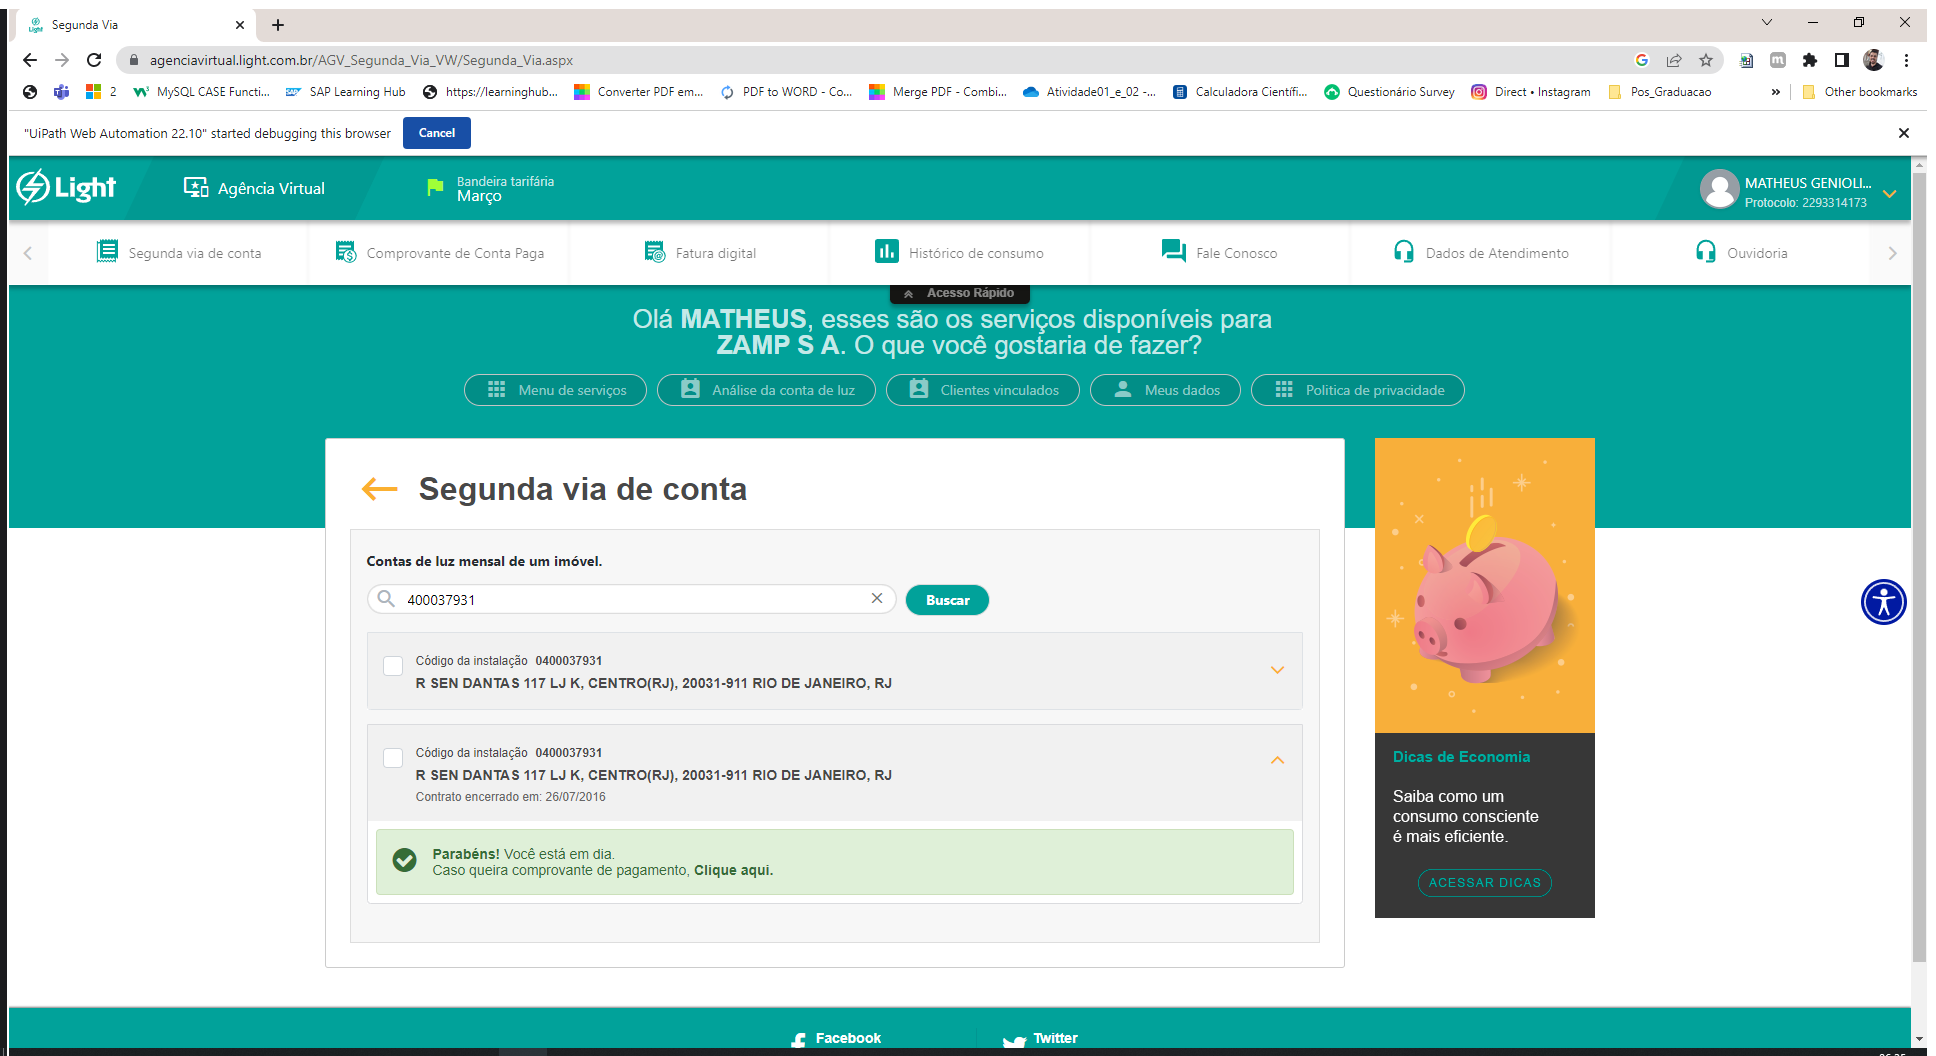 Segunda Via
agenciavirtual.light.com.br/AGV_Segunda_Via_VW/Segunda_Via.aspx
2 MySQL CASE Functi... SAP Learning Hub https://learninghub... Converter PDF em... PDF to WORD - Co... Merge PDF - Combi... Atividade01_e_02 -... Calculadora Científi... Questionário Survey Direct • Instagram Pos_Graduacao » Other bookmarks
"UiPath Web Automation 22.10" started debugging this browser Cancel
Light
Agência Virtual
Bandeira tarifária
Março
MATHEUS GENIOLI...
Protocolo: 2293314173
Segunda via de conta
Comprovante de Conta Paga
Fatura digital
Histórico de consumo
Fale Conosco
Dados de Atendimento
Ouvidoria
Acesso Rápido
Olá MATHEUS, esses são os serviços disponíveis para
ZAMP S A. O que você gostaria de fazer?
Menu de serviços
Análise da conta de luz
Clientes vinculados
Meus dados
Politica de privacidade
Segunda via de conta
Contas de luz mensal de um imóvel.
400037931
Buscar
Código da instalação 0400037931
R SEN DANTAS 117 LJ K, CENTRO(RJ), 20031-911 RIO DE JANEIRO, RJ
Código da instalação 0400037931
R SEN DANTAS 117 LJ K, CENTRO(RJ), 20031-911 RIO DE JANEIRO, RJ
Contrato encerrado em: 26/07/2016
Parabéns! Você está em dia.
Caso queira comprovante de pagamento, Clique aqui.
Dicas de Economia
Saiba como um
consumo consciente
é mais eficiente.
ACESSAR DICAS
Facebook
Twitter